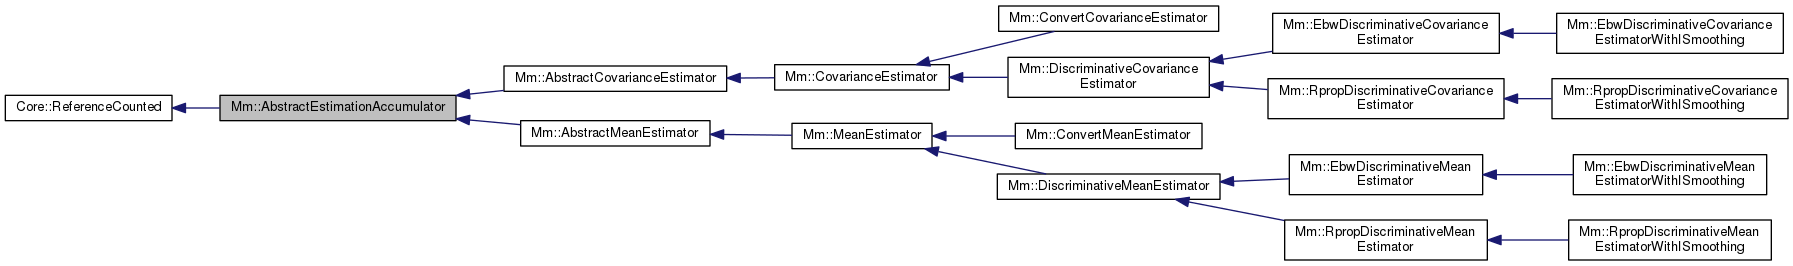 Core::ReferenceCounted
Mm::AbstractEstimationAccumulator
Mm::AbstractCovarianceEstimator
Mm::AbstractMeanEstimator
Mm::CovarianceEstimator
Mm::MeanEstimator
Mm::ConvertCovarianceEstimator
Mm::DiscriminativeCovariance
Estimator
Mm::ConvertMeanEstimator
Mm::DiscriminativeMeanEstimator
Mm::EbwDiscriminativeCovariance
Estimator
Mm::RpropDiscriminativeCovariance
Estimator
Mm::EbwDiscriminativeMean
Estimator
Mm::RpropDiscriminativeMean
Estimator
Mm::EbwDiscriminativeCovariance
EstimatorWithISmoothing
Mm::RpropDiscriminativeCovariance
EstimatorWithISmoothing
Mm::EbwDiscriminativeMean
EstimatorWithISmoothing
Mm::RpropDiscriminativeMean
EstimatorWithISmoothing